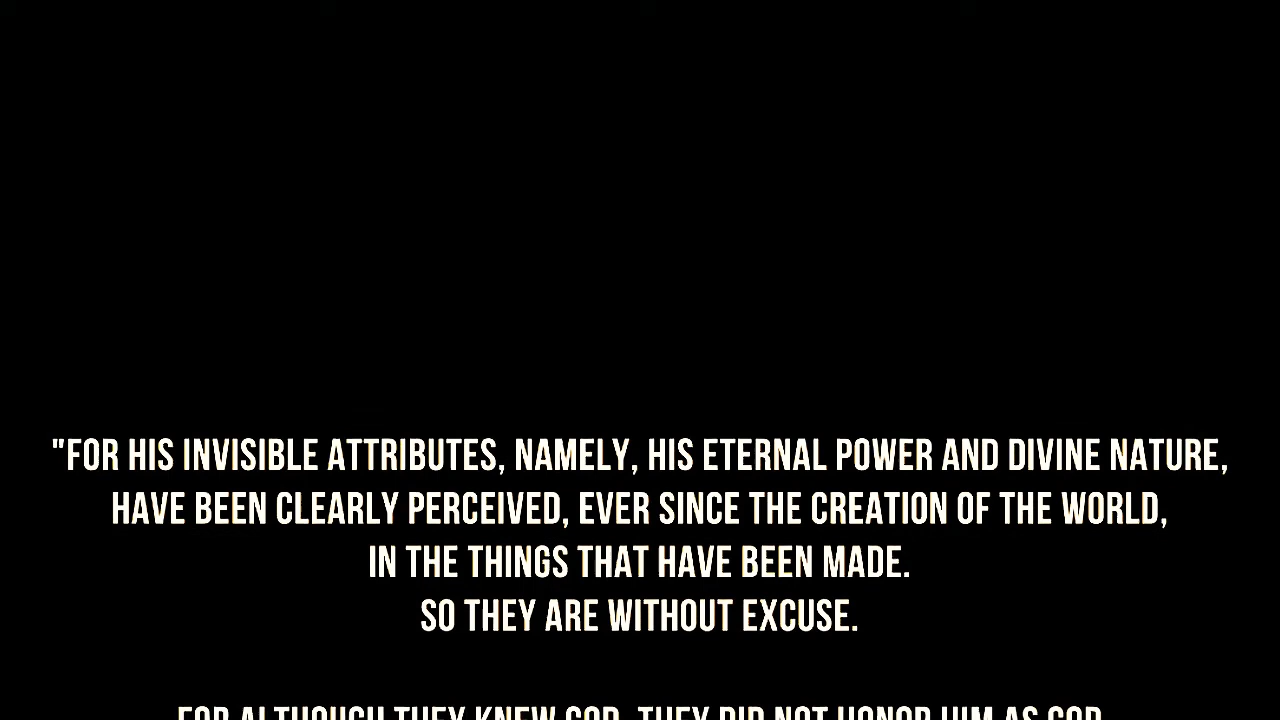 "FOR HIS INVISIBLE ATTRIBUTES, NAMELY, HIS ETERNAL POWER AND DIVINE NATURE,
HAVE BEEN CLEARLY PERCEIVED, EVER SINCE THE CREATION OF THE WORLD,
IN THE THINGS THAT HAVE BEEN MADE.
SO THEY ARE WITHOUT EXCUSE.
FOR ALTHOUGH THEY KNEW GOD, THEY DID NOT HONOR HIM AS GOD